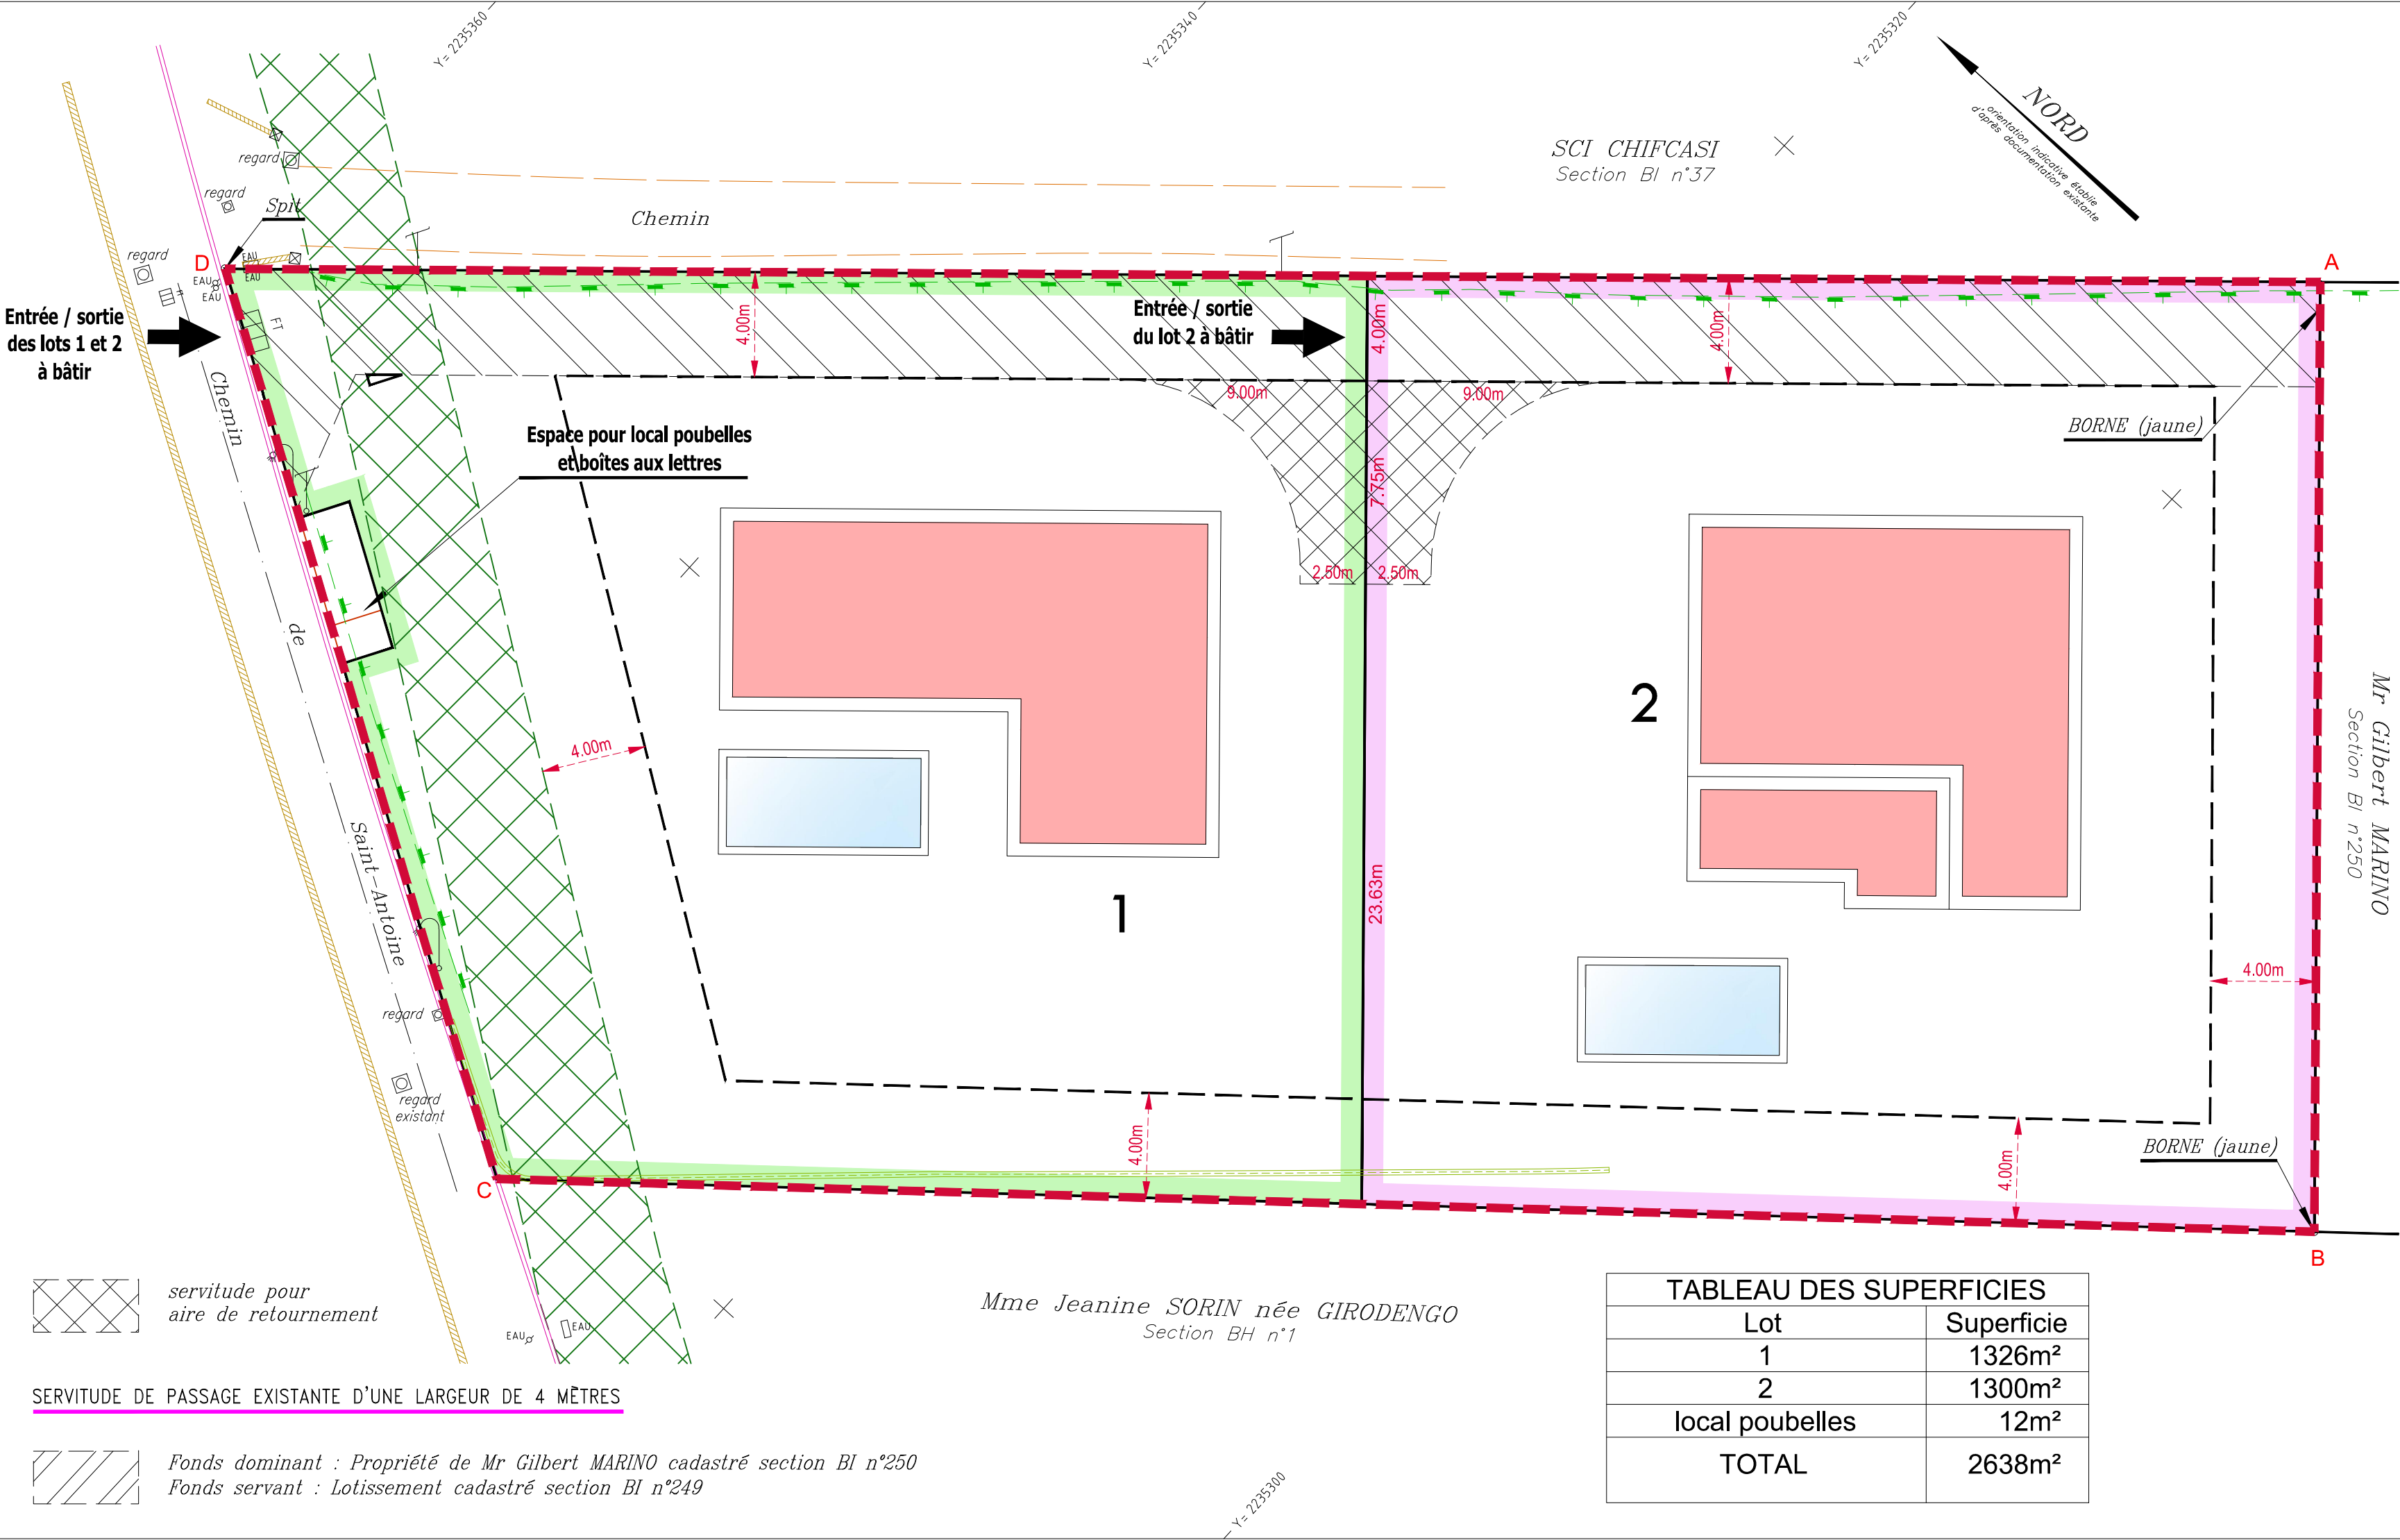 Y= 2235360
Y= 2235340
Y= 2235320
NORD
orientation indicative établie
d'après documentation existante
SCI CHIFCASI
Section BI n°37
regard
regard
Spit
Chemin
regard
D
EAU
EAU
EAU
EAU
FT
A
Entrée / sortie
des lots 1 et 2
à bâtir
Entrée / sortie
du lot 2 à bâtir
4.00m
4.00m
4.00m
9.00m
9.00m
Chemin
de
Saint-Antoine
Espace pour local poubelles
et boîtes aux lettres
BORNE (jaune)
7.75m
2.50m
2.50m
4.00m
2
1
23.63m
Mr Gilbert MARINO
Section BI n°250
4.00m
regard
regard
existant
4.00m
4.00m
BORNE (jaune)
C
B
servitude pour
aire de retournement
EAU
EAU
Mme Jeanine SORIN née GIRODENGO
Section BH n°1
SERVITUDE DE PASSAGE EXISTANTE D'UNE LARGEUR DE 4 MÈTRES
Fonds dominant : Propriété de Mr Gilbert MARINO cadastré section BI n°250
Fonds servant : Lotissement cadastré section BI n°249
Y= 2235300
TABLEAU DES SUPERFICIES
Lot Superficie
1 1326m²
2 1300m²
local poubelles 12m²
TOTAL 2638m²